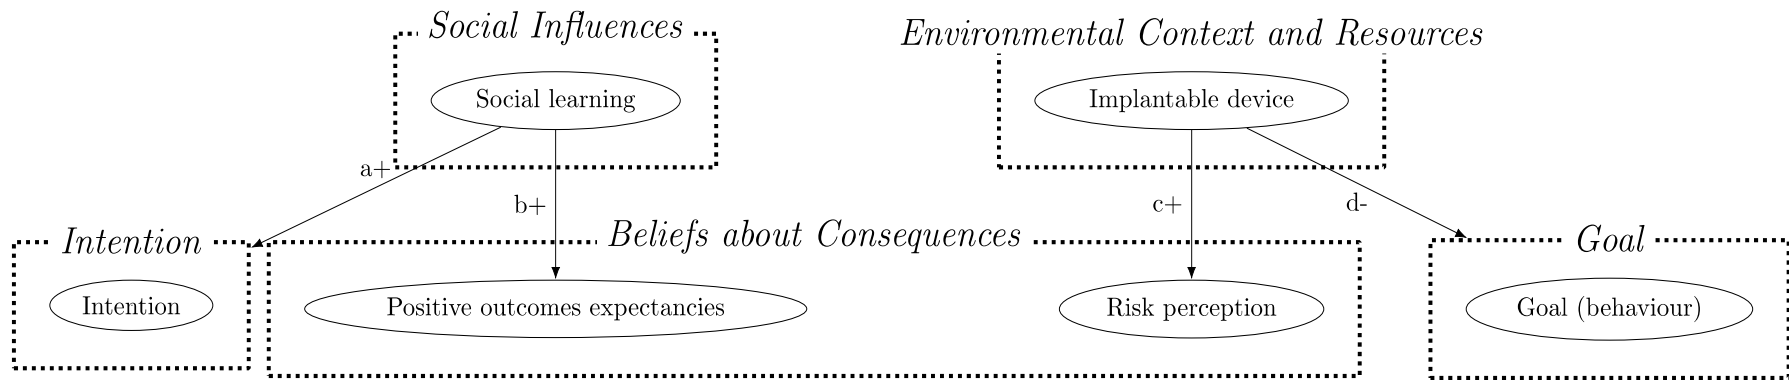 Social Influences
Environmental Context and Resources
Social learning
Implantable device
a+
b+
c+
d-
Intention
Beliefs about Consequences
Goal
Intention
Positive outcomes expectancies
Risk perception
Goal (behaviour)